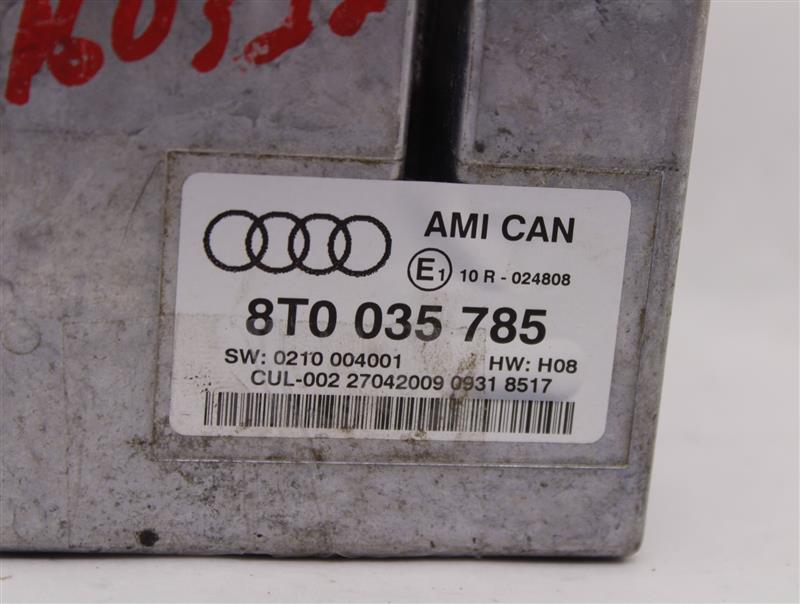 AMI CAN
E1 10 R - 024808
8T0 035 785
SW: 0210 004001 HW: H08
CUL-002 27042009 0931 8517